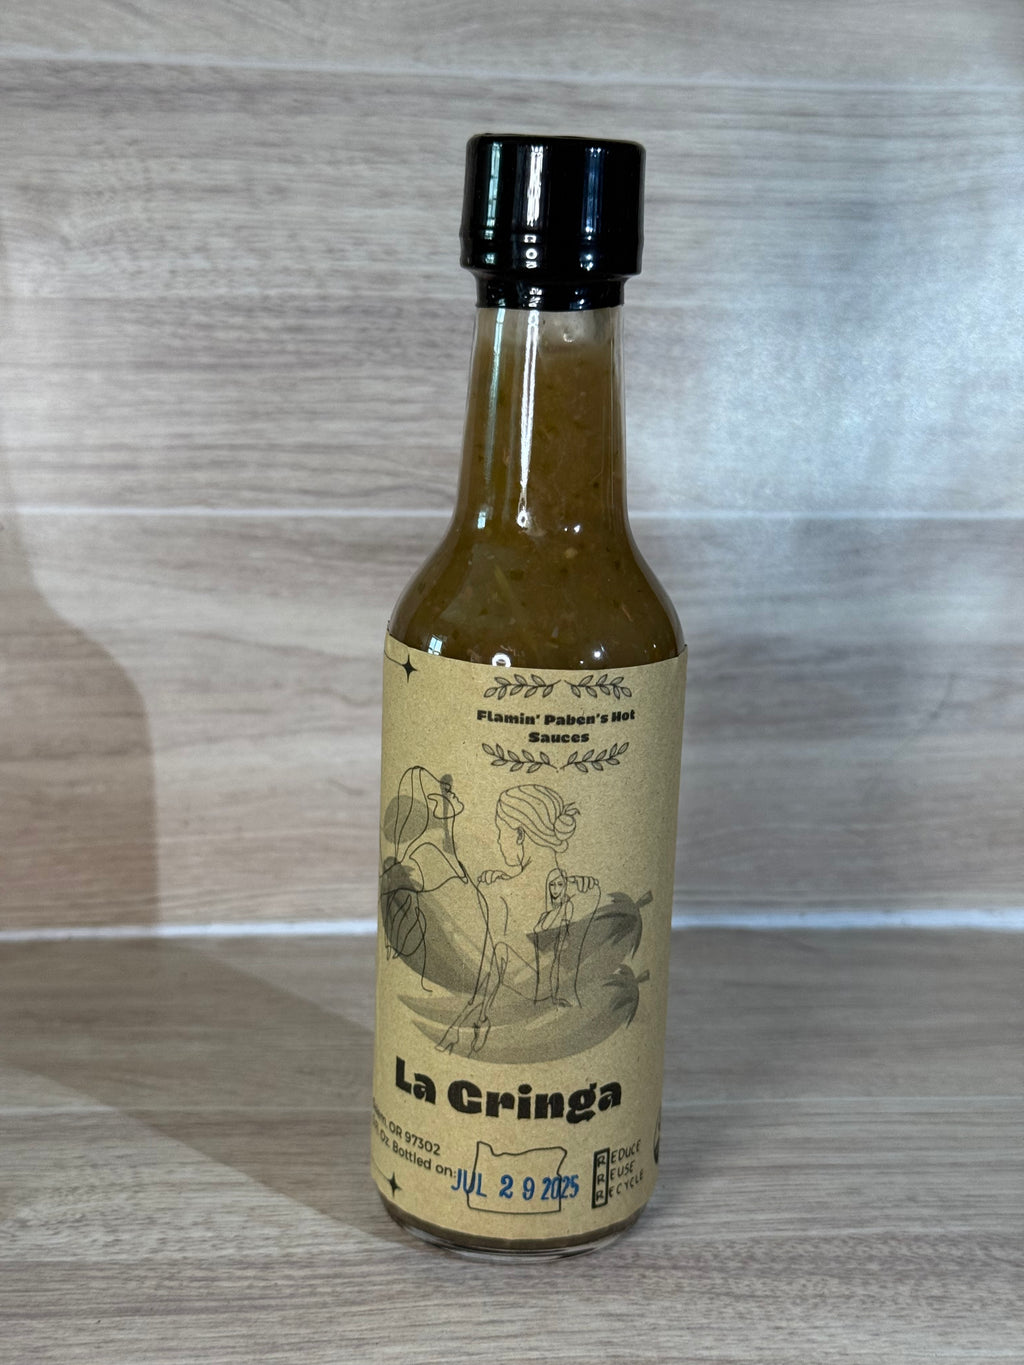 Flamin' Paben's Hot
Sauces
La Gringa
OR 97302
Oz. Bottled on:
JUL 2 9 2025
REDUCE
REUSE
RECYCLE